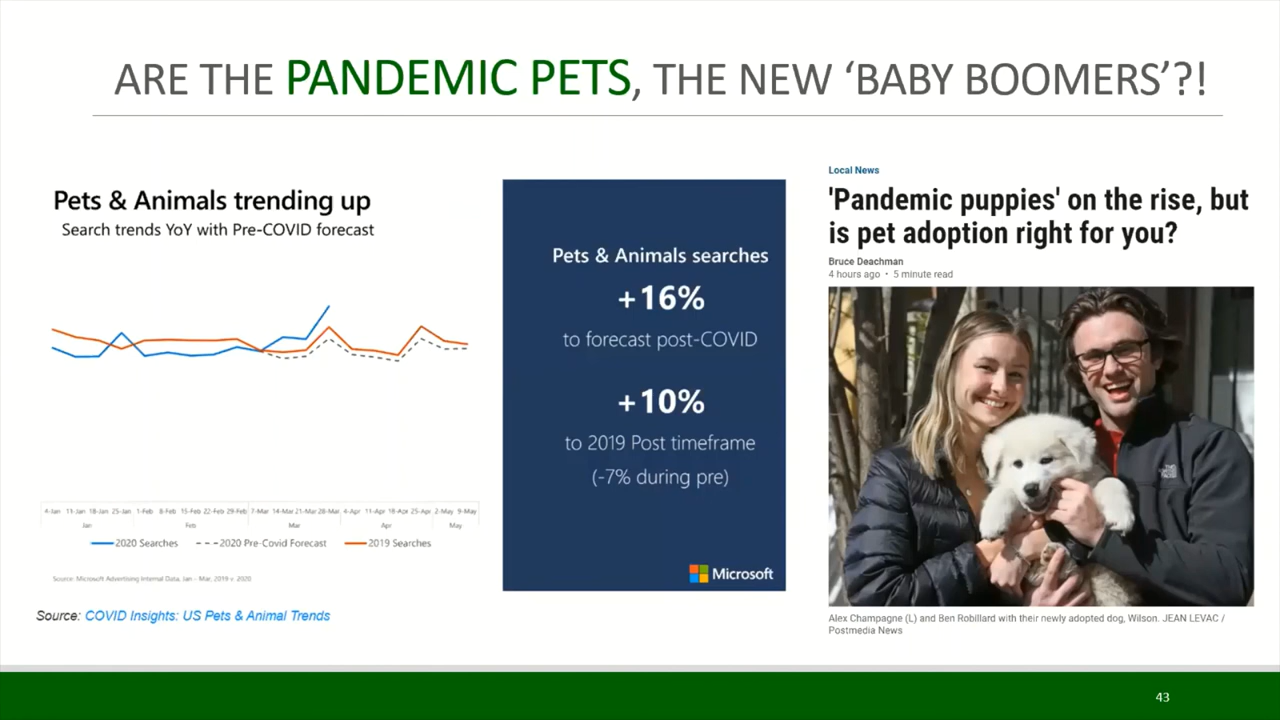 ARE THE PANDEMIC PETS, THE NEW ‘BABY BOOMERS’?!
Pets & Animals trending up
Search trends YoY with Pre-COVID forecast
4-Jan 11-Jan 18-Jan 25-Jan 1-Feb 8-Feb 15-Feb 22-Feb 29-Feb 7-Mar 14-Mar 21-Mar 28-Mar 4-Apr 11-Apr 18-Apr 25-Apr 2-May 9-May
Jan Feb Mar Apr May
2020 Searches 2020 Pre-Covid Forecast 2019 Searches
Source: Microsoft Advertising Internal Data, Jan - Mar, 2019 v. 2020
Source: COVID Insights: US Pets & Animal Trends
Pets & Animals searches
+16%
to forecast post-COVID
+10%
to 2019 Post timeframe
(-7% during pre)
Microsoft
Local News
'Pandemic puppies' on the rise, but
is pet adoption right for you?
Bruce Deachman
4 hours ago • 5 minute read
Alex Champagne (L) and Ben Robillard with their newly adopted dog, Wilson. JEAN LEVAC /
Postmedia News
43